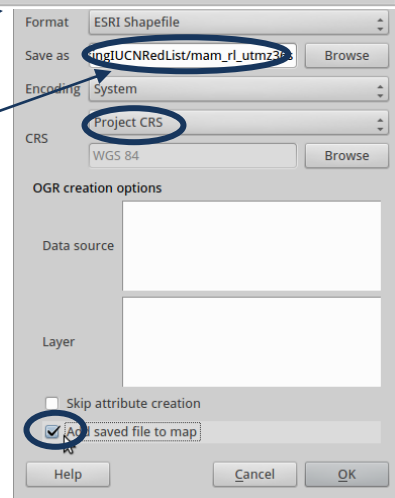 Format ESRI Shapefile
Save as ingIUCNRedList/mam_rl_utmz36s Browse
Encoding System
CRS Project CRS
WGS 84 Browse
OGR creation options
Data source
Layer
Skip attribute creation
Add saved file to map
Help Cancel OK